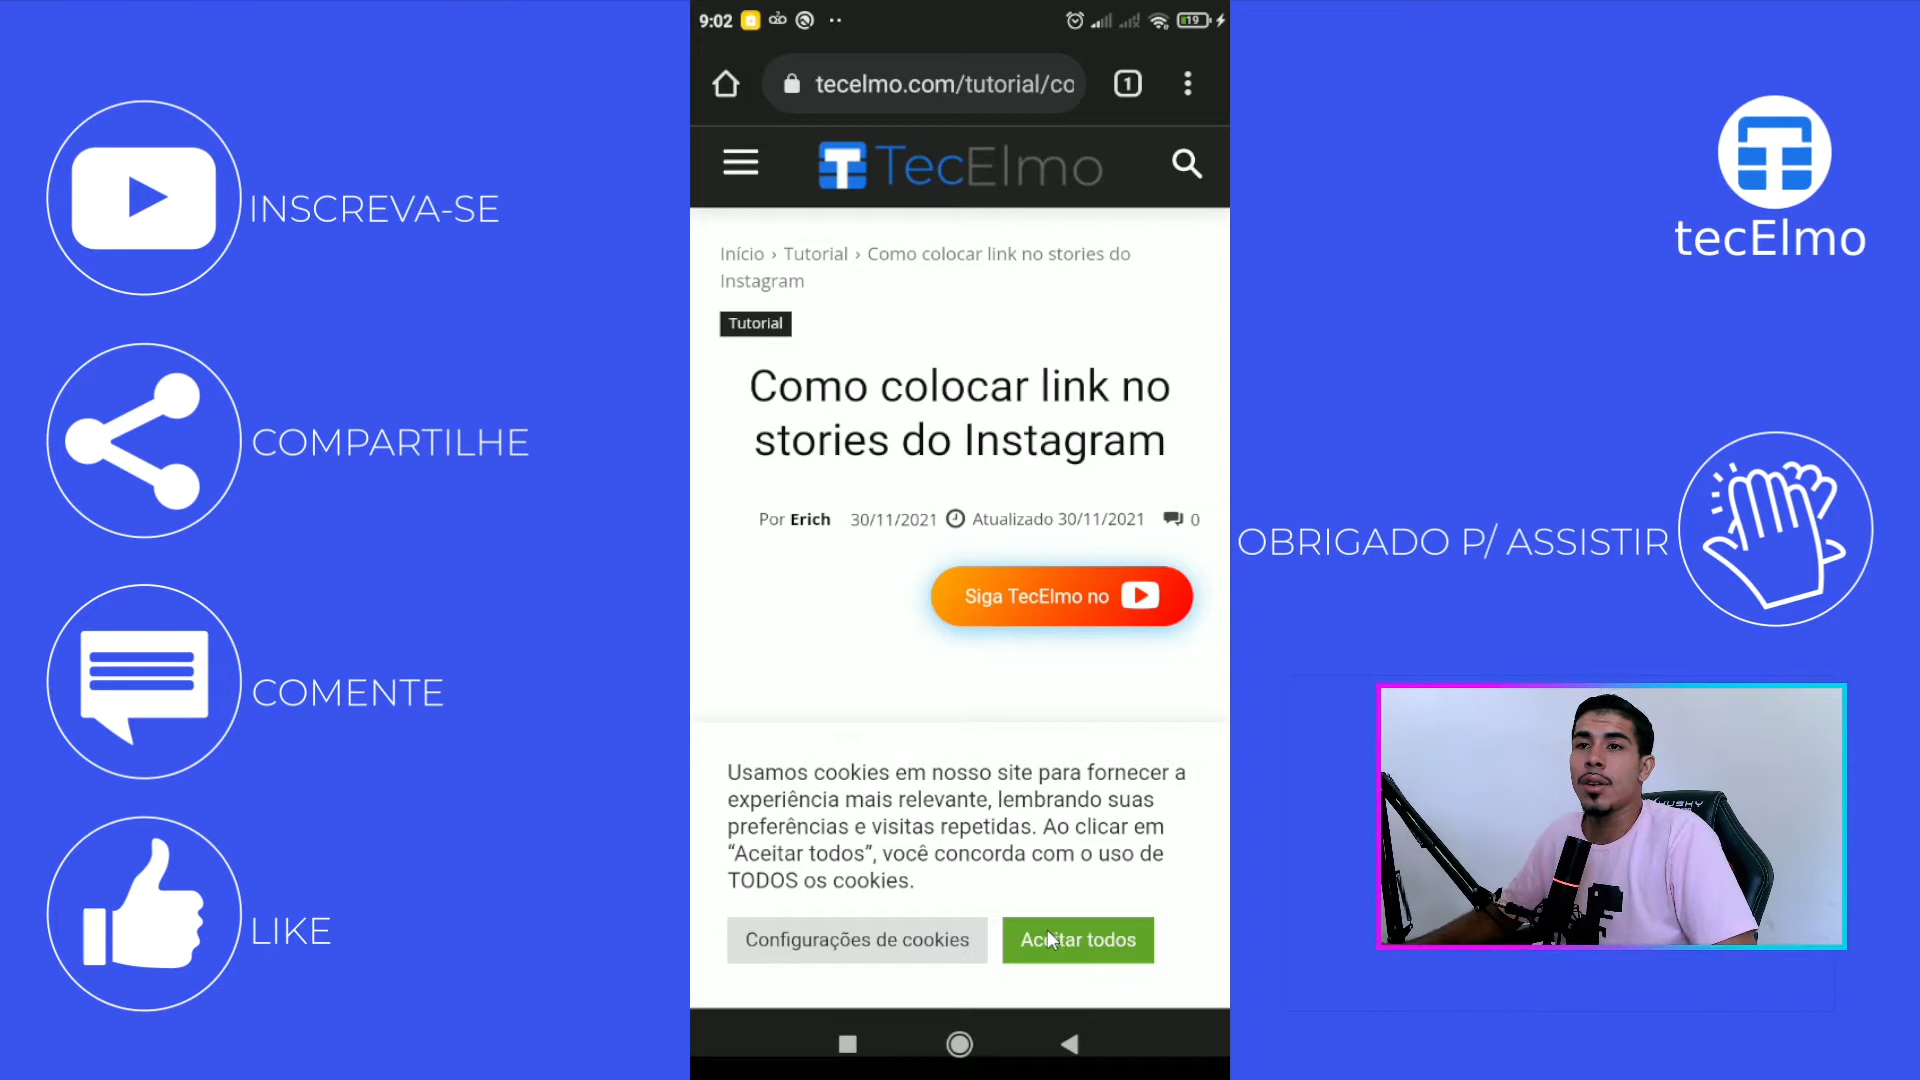 9:02
19
tecelmo.com/tutorial/co
1
TecElmo
Início › Tutorial › Como colocar link no stories do
Instagram
Tutorial
Como colocar link no
stories do Instagram
Por Erich 30/11/2021 Atualizado 30/11/2021 0
Siga TecElmo no
Usamos cookies em nosso site para fornecer a
experiência mais relevante, lembrando suas
preferências e visitas repetidas. Ao clicar em
“Aceitar todos”, você concorda com o uso de
TODOS os cookies.
Configurações de cookies
Aceitar todos
INSCREVA-SE
COMPARTILHE
COMENTE
LIKE
tecElmo
OBRIGADO P/ ASSISTIR
HUSKY